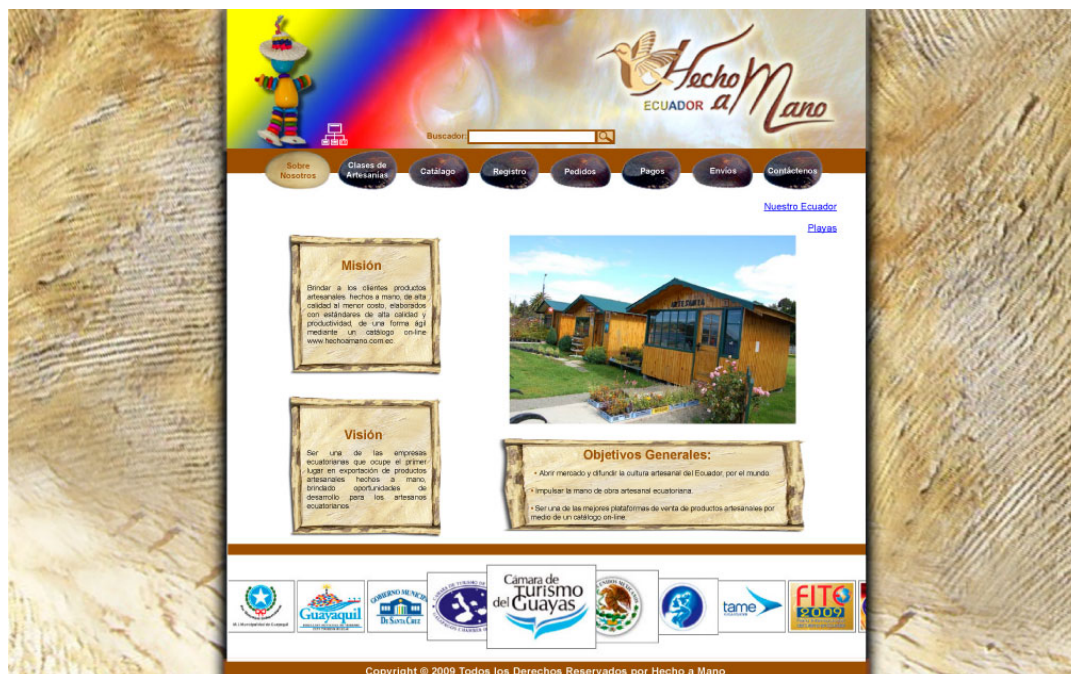 Hecho
a Mano
ECUADOR
Buscador:
Sobre
Nosotros
Clases de
Artesanías
Catálago
Registro
Pedidos
Pagos
Envíos
Contáctenos
Nuestro Ecuador
Playas
Misión
Brindar a los clientes productos
artesanales hechos a mano, de alta
calidad al menor costo, elaborados
con estándares de alta calidad y
productividad, de una forma ágil
mediante un catálogo on-line
www.hechoamano.com.ec
ARTESANIA
Visión
Ser una de las empresas
ecuatorianas que ocupe el primer
lugar en exportación de productos
artesanales hechos a mano,
brindado oportunidades de
desarrollo para los artesanos
ecuatorianos
Objetivos Generales:
• Abrir mercado y difundir la cultura artesanal del Ecuador, por el mundo
• Impulsar la mano de obra artesanal ecuatoriana.
• Ser una de las mejores plataformas de venta de productos artesanales por
medio de un catálogo on-line.
Guayaquil
GOBIERNO MUNICIP
DE SANTA CRUZ
Cámara de
Turismo
del Guayas
tame
FITE
2009
Copyright © 2009 Todos los Derechos Reservados por Hecho a Mano